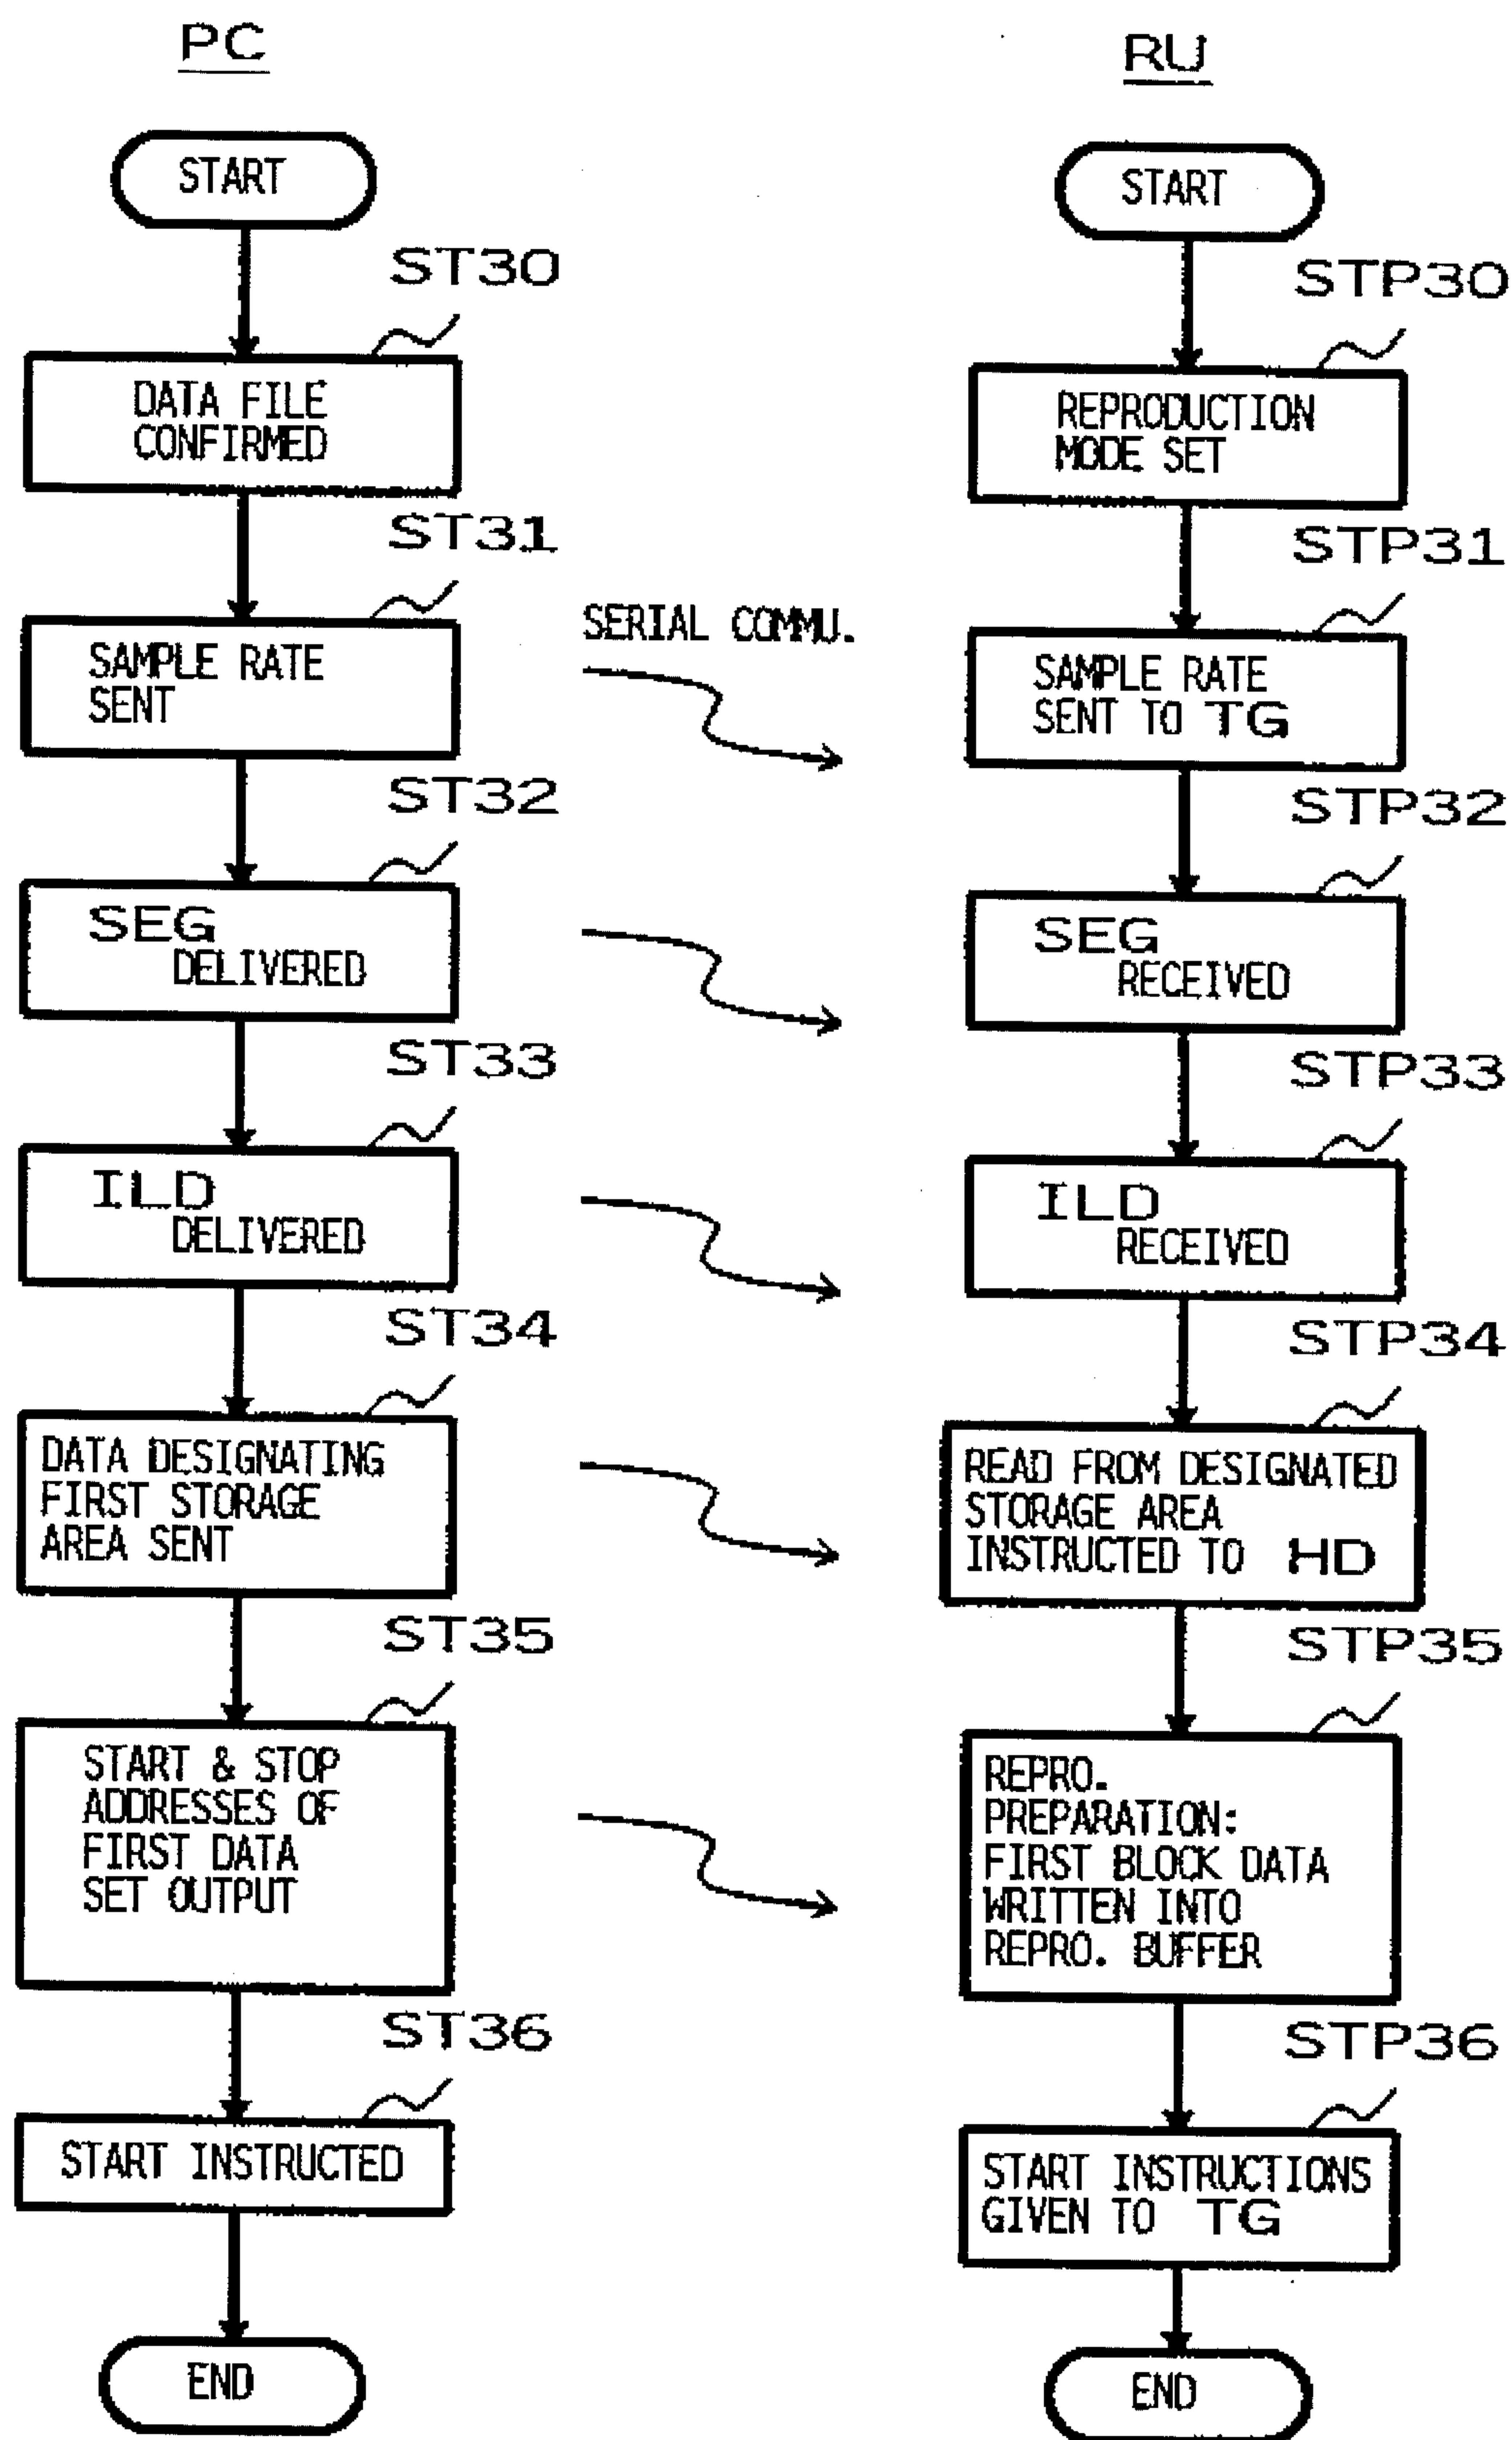 PC
START
ST30
DATA FILE
CONFIRMED
ST31
SAMPLE RATE
SENT
ST32
SEG
DELIVERED
ST33
ILD
DELIVERED
ST34
DATA DESIGNATING
FIRST STORAGE
AREA SENT
ST35
START & STOP
ADDRESSES OF
FIRST DATA
SET OUTPUT
ST36
START INSTRUCTED
END
SERIAL COMMU.
RU
START
STP30
REPRODUCTION
MODE SET
STP31
SAMPLE RATE
SENT TO TG
STP32
SEG
RECEIVED
STP33
ILD
RECEIVED
STP34
READ FROM DESIGNATED
STORAGE AREA
INSTRUCTED TO HD
STP35
REPRO.
PREPARATION:
FIRST BLOCK DATA
WRITTEN INTO
REPRO. BUFFER
STP36
START INSTRUCTIONS
GIVEN TO TG
END